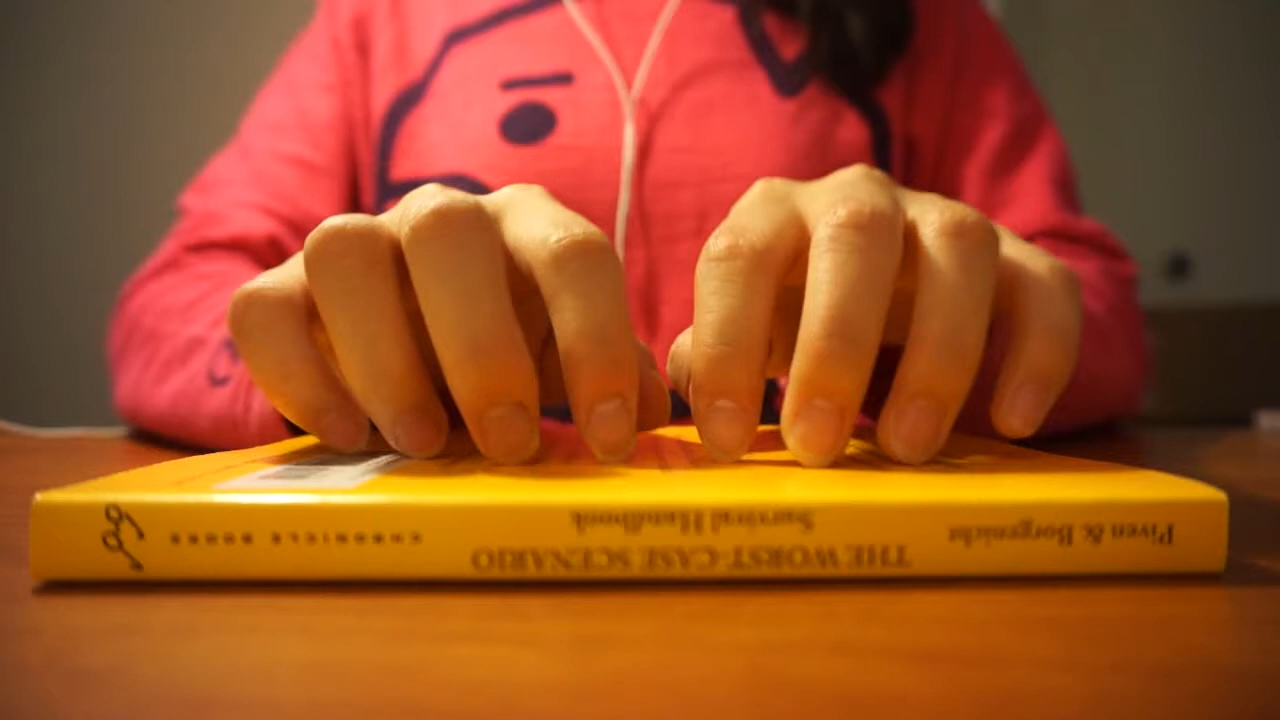 Piven & Borgenicht
THE WORST-CASE SCENARIO
Survival Handbook
CHRONICLE BOOKS